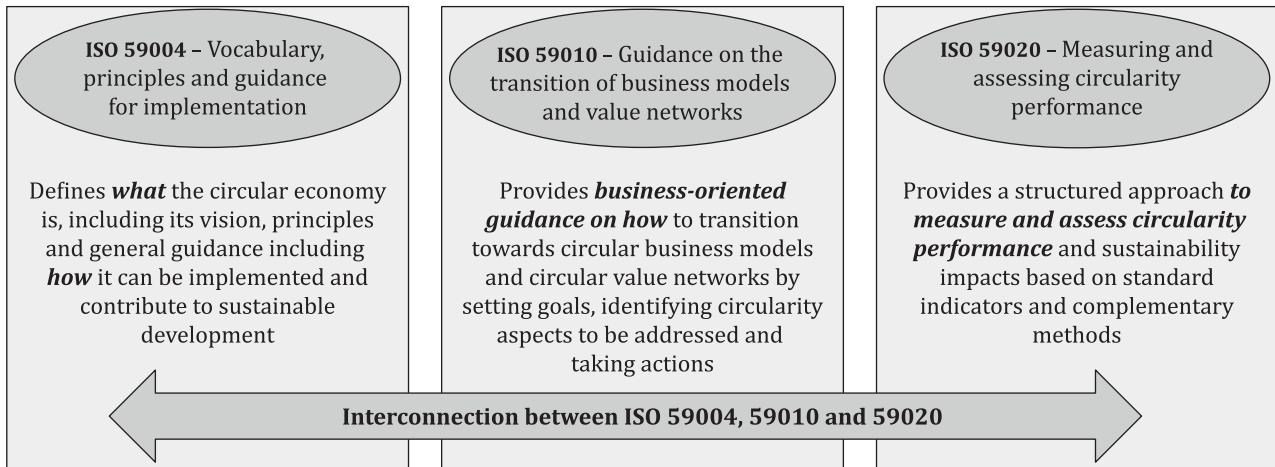 ISO 59004 – Vocabulary,
principles and guidance
for implementation
Defines what the circular economy
is, including its vision, principles
and general guidance including
how it can be implemented and
contribute to sustainable
development
ISO 59010 – Guidance on the
transition of business models
and value networks
Provides business-oriented
guidance on how to transition
towards circular business models
and circular value networks by
setting goals, identifying circularity
aspects to be addressed and
taking actions
ISO 59020 – Measuring and
assessing circularity
performance
Provides a structured approach to
measure and assess circularity
performance and sustainability
impacts based on standard
indicators and complementary
methods
Interconnection between ISO 59004, 59010 and 59020